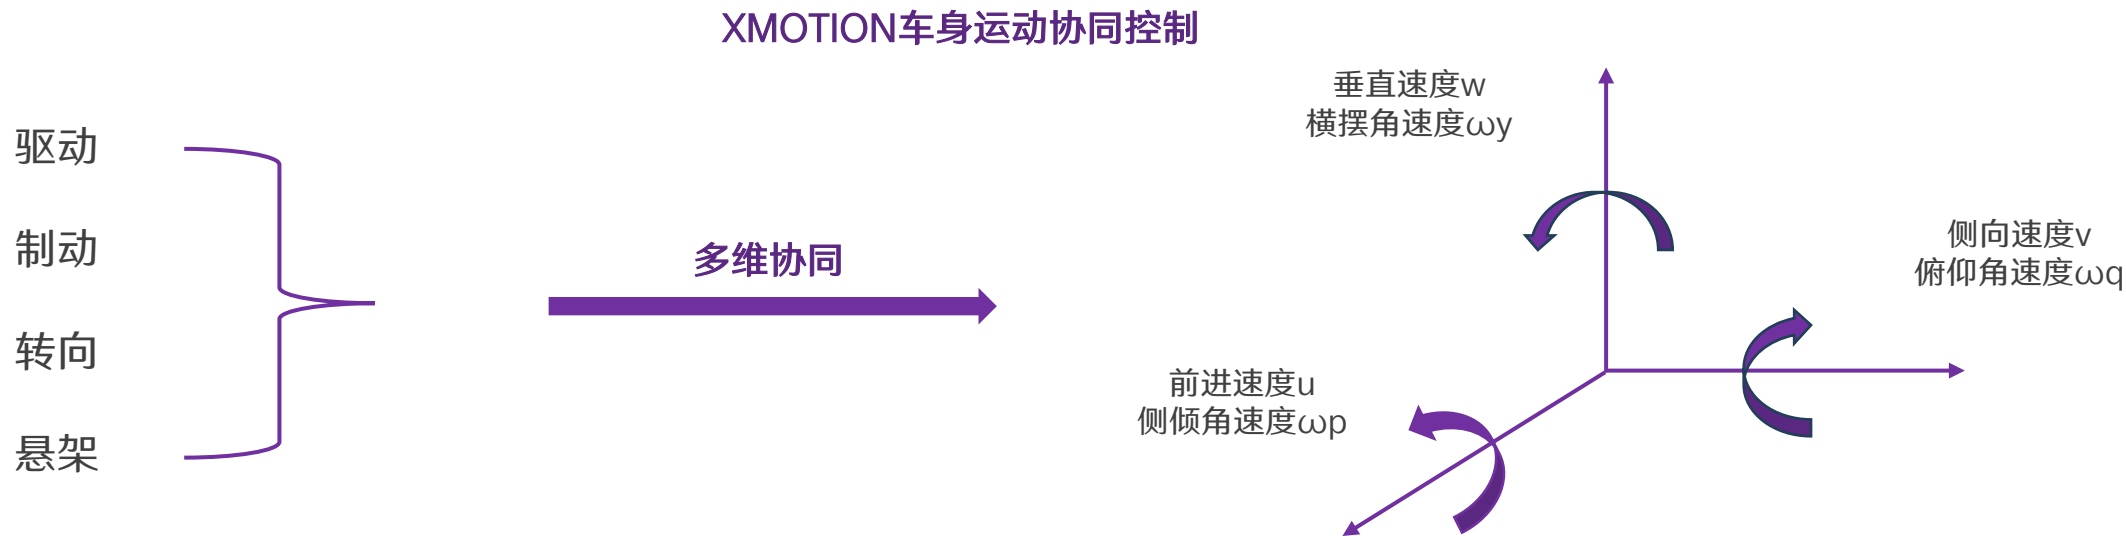 XMOTION车身运动协同控制
驱动
制动
转向
悬架
多维协同
垂直速度w
横摆角速度ωy
侧向速度v
俯仰角速度ωq
前进速度u
侧倾角速度ωp